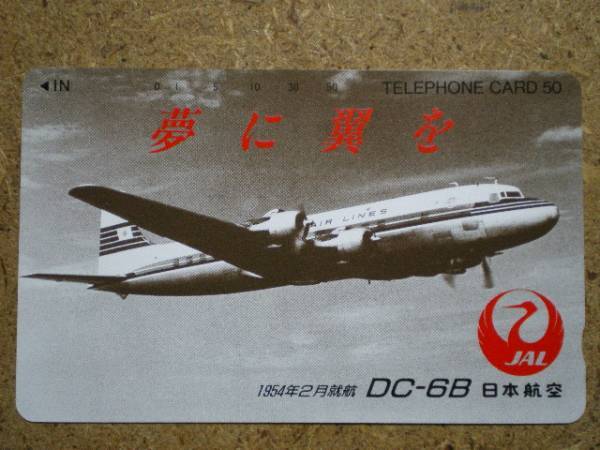 ◀IN
0 1 5 10 30 50
TELEPHONE CARD 50
夢に翼を
AIR LINES
JAL
1954年2月就航 DC-6B 日本航空